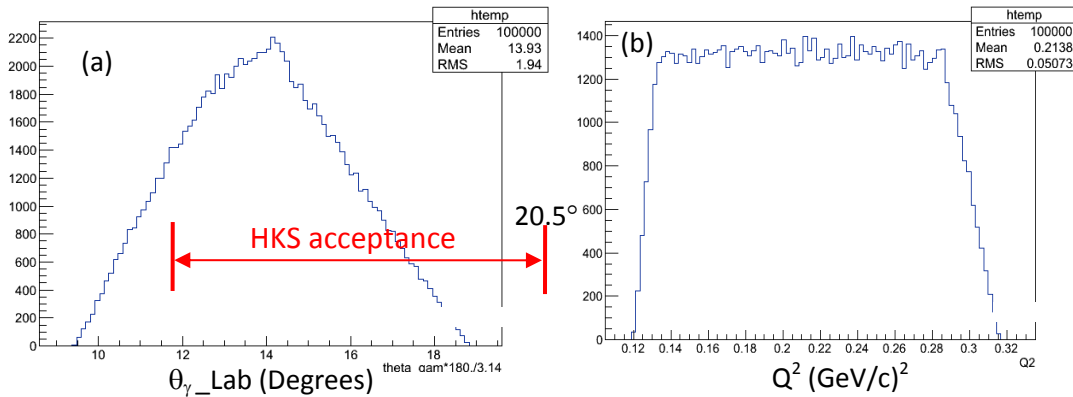 (a)
htemp
Entries 100000
Mean 13.93
RMS 1.94
2200
2000
1800
1600
1400
1200
1000
800
600
400
200
0
10
12
14
16
18
HKS acceptance
20.5°
theta_gam*180./3.14
θγ_Lab (Degrees)
(b)
htemp
Entries 100000
Mean 0.2138
RMS 0.05073
1400
1200
1000
800
600
400
200
0
0.12 0.14 0.16 0.18 0.2 0.22 0.24 0.26 0.28 0.3 0.32
Q2
Q² (GeV/c)²